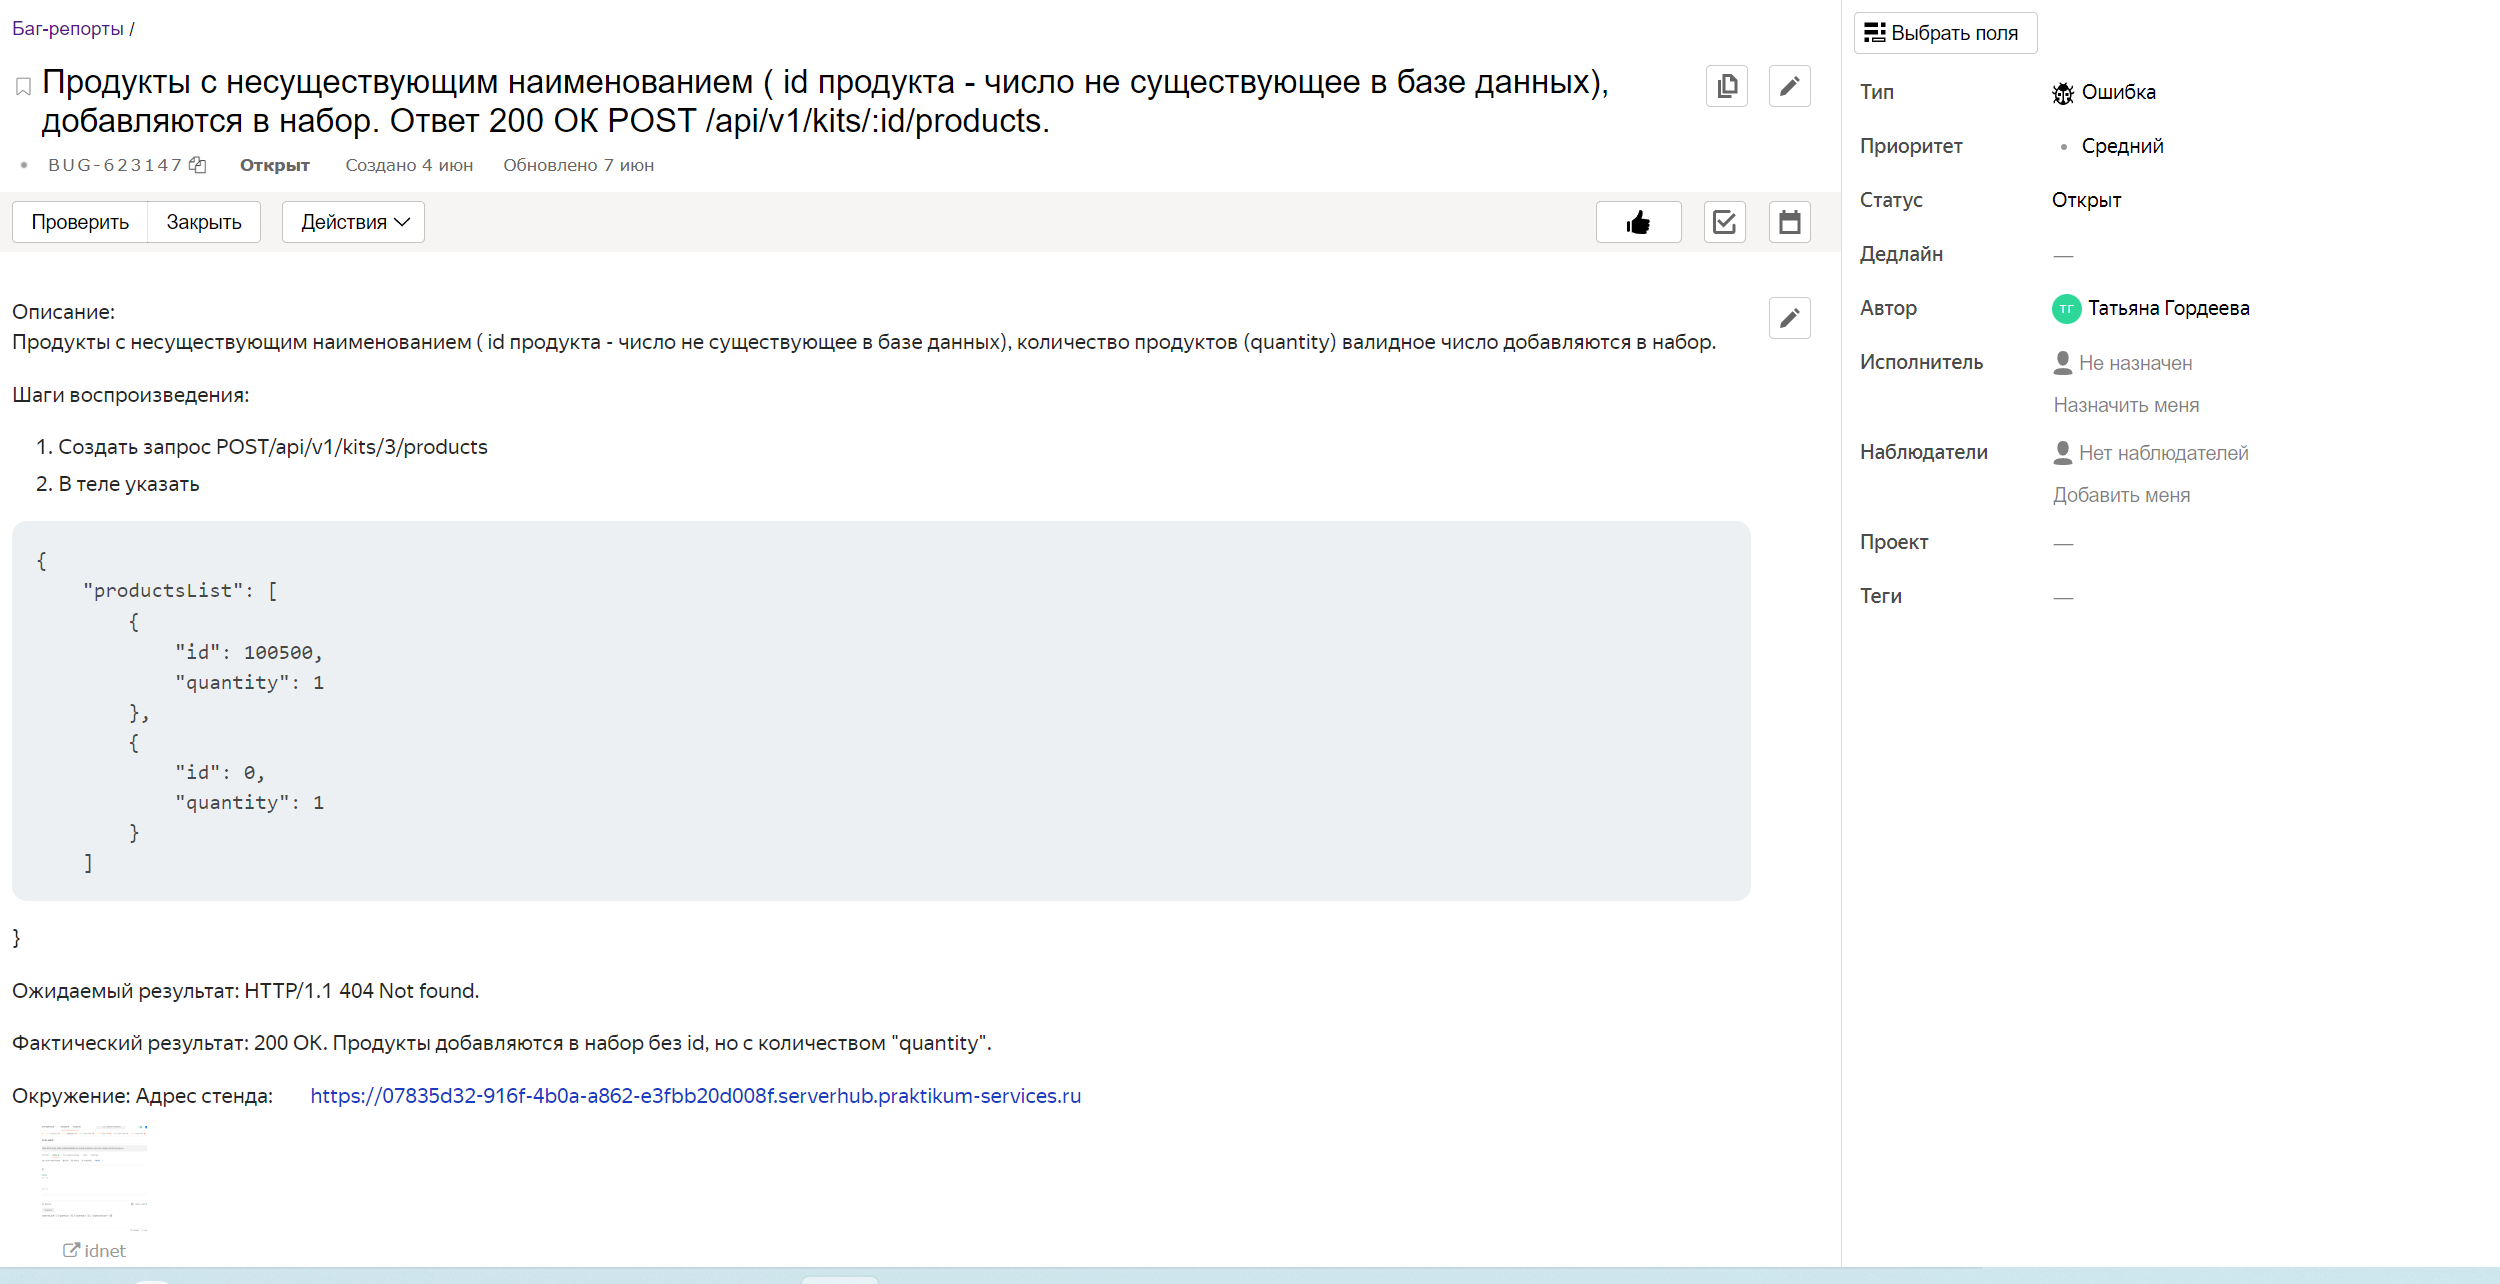 Баг-репорты /
Продукты с несуществующим наименованием ( id продукта - число не существующее в базе данных),
добавляются в набор. Ответ 200 ОК POST /api/v1/kits/:id/products.
BUG-623147 Открыт Создано 4 июн Обновлено 7 июн
Проверить Закрыть Действия
Описание:
Продукты с несуществующим наименованием ( id продукта - число не существующее в базе данных), количество продуктов (quantity) валидное число добавляются в набор.
Шаги воспроизведения:
1. Создать запрос POST/api/v1/kits/3/products
2. В теле указать
{
"productsList": [
{
"id": 100500,
"quantity": 1
},
{
"id": 0,
"quantity": 1
}
]
}
Ожидаемый результат: HTTP/1.1 404 Not found.
Фактический результат: 200 ОК. Продукты добавляются в набор без id, но с количеством "quantity".
Окружение: Адрес стенда: https://07835d32-916f-4b0a-a862-e3fbb20d008f.serverhub.praktikum-services.ru
idnet
Выбрать поля
Тип Ошибка
Приоритет Средний
Статус Открыт
Дедлайн —
Автор ТГ Татьяна Гордеева
Исполнитель Не назначен
Назначить меня
Наблюдатели Нет наблюдателей
Добавить меня
Проект —
Теги —